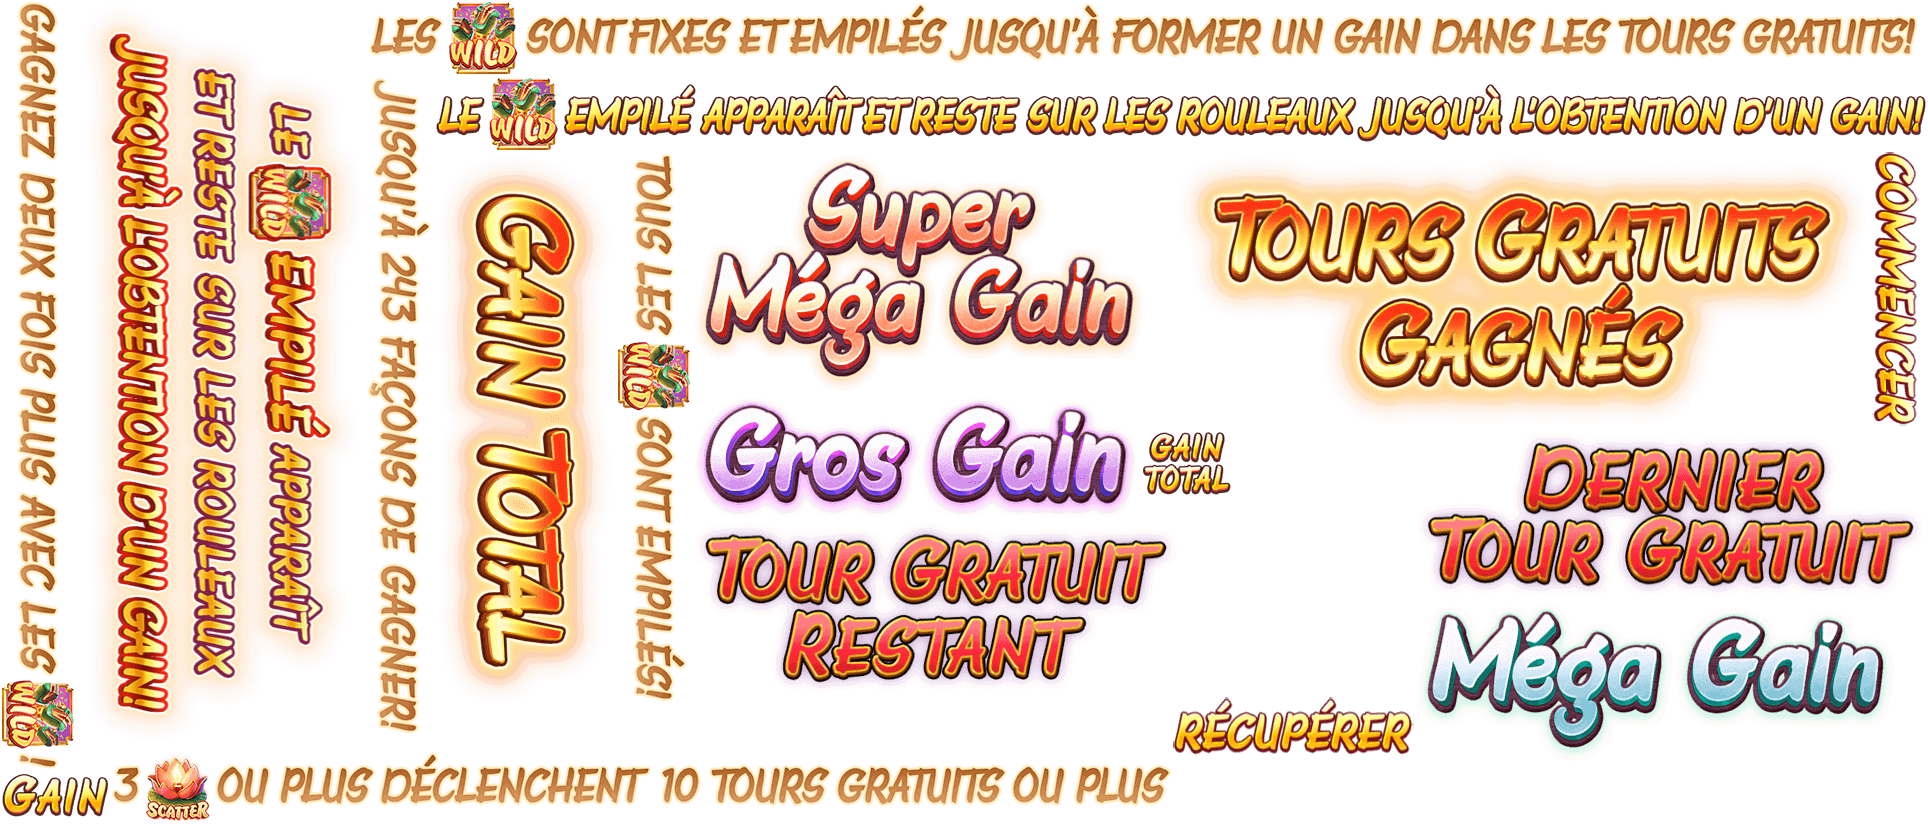 LES WILD SONT FIXES ET EMPILÉS JUSQU'À FORMER UN GAIN DANS LES TOURS GRATUITS!
LE WILD EMPILÉ APPARAÎT ET RESTE SUR LES ROULEAUX JUSQU'À L'OBTENTION D'UN GAIN!
GAGNEZ DEUX FOIS PLUS AVEC LES WILD !
LE WILD EMPILÉ APPARAÎT
ET RESTE SUR LES ROULEAUX
JUSQU'À L'OBTENTION D'UN GAIN!
JUSQU'À 243 FAÇONS DE GAGNER!
GAIN TOTAL
TOUS LES WILD SONT EMPILÉS!
Super
Méga Gain
TOURS GRATUITS
GAGNÉS
COMMENCER
Gros Gain
GAIN
TOTAL
DERNIER
TOUR GRATUIT
TOUR GRATUIT
RESTANT
Méga Gain
RÉCUPÉRER
GAIN
3 SCATTER OU PLUS DÉCLENCHENT 10 TOURS GRATUITS OU PLUS